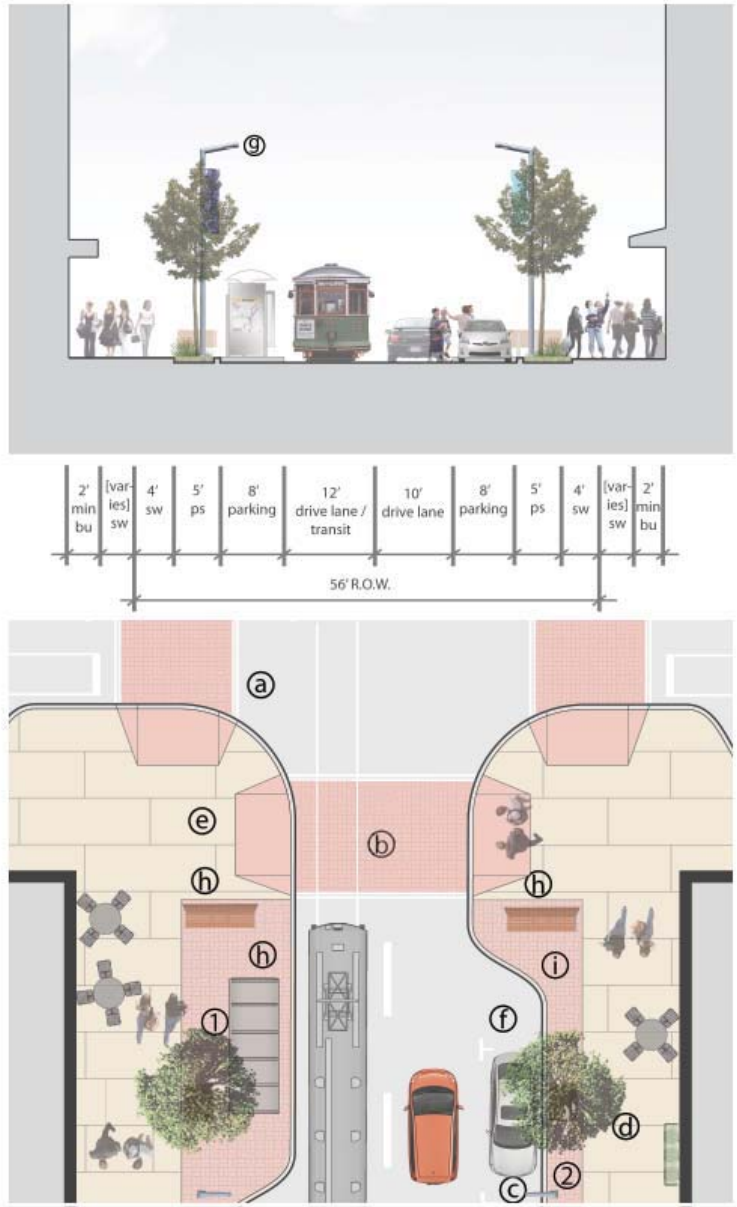 g
2' min bu
[var-ies] sw
4' sw
5' ps
8' parking
12' drive lane / transit
10' drive lane
8' parking
5' ps
4' sw
[var-ies] sw
2' min bu
56' R.O.W.
a
e
b
h
h
h
i
1
f
d
c
2